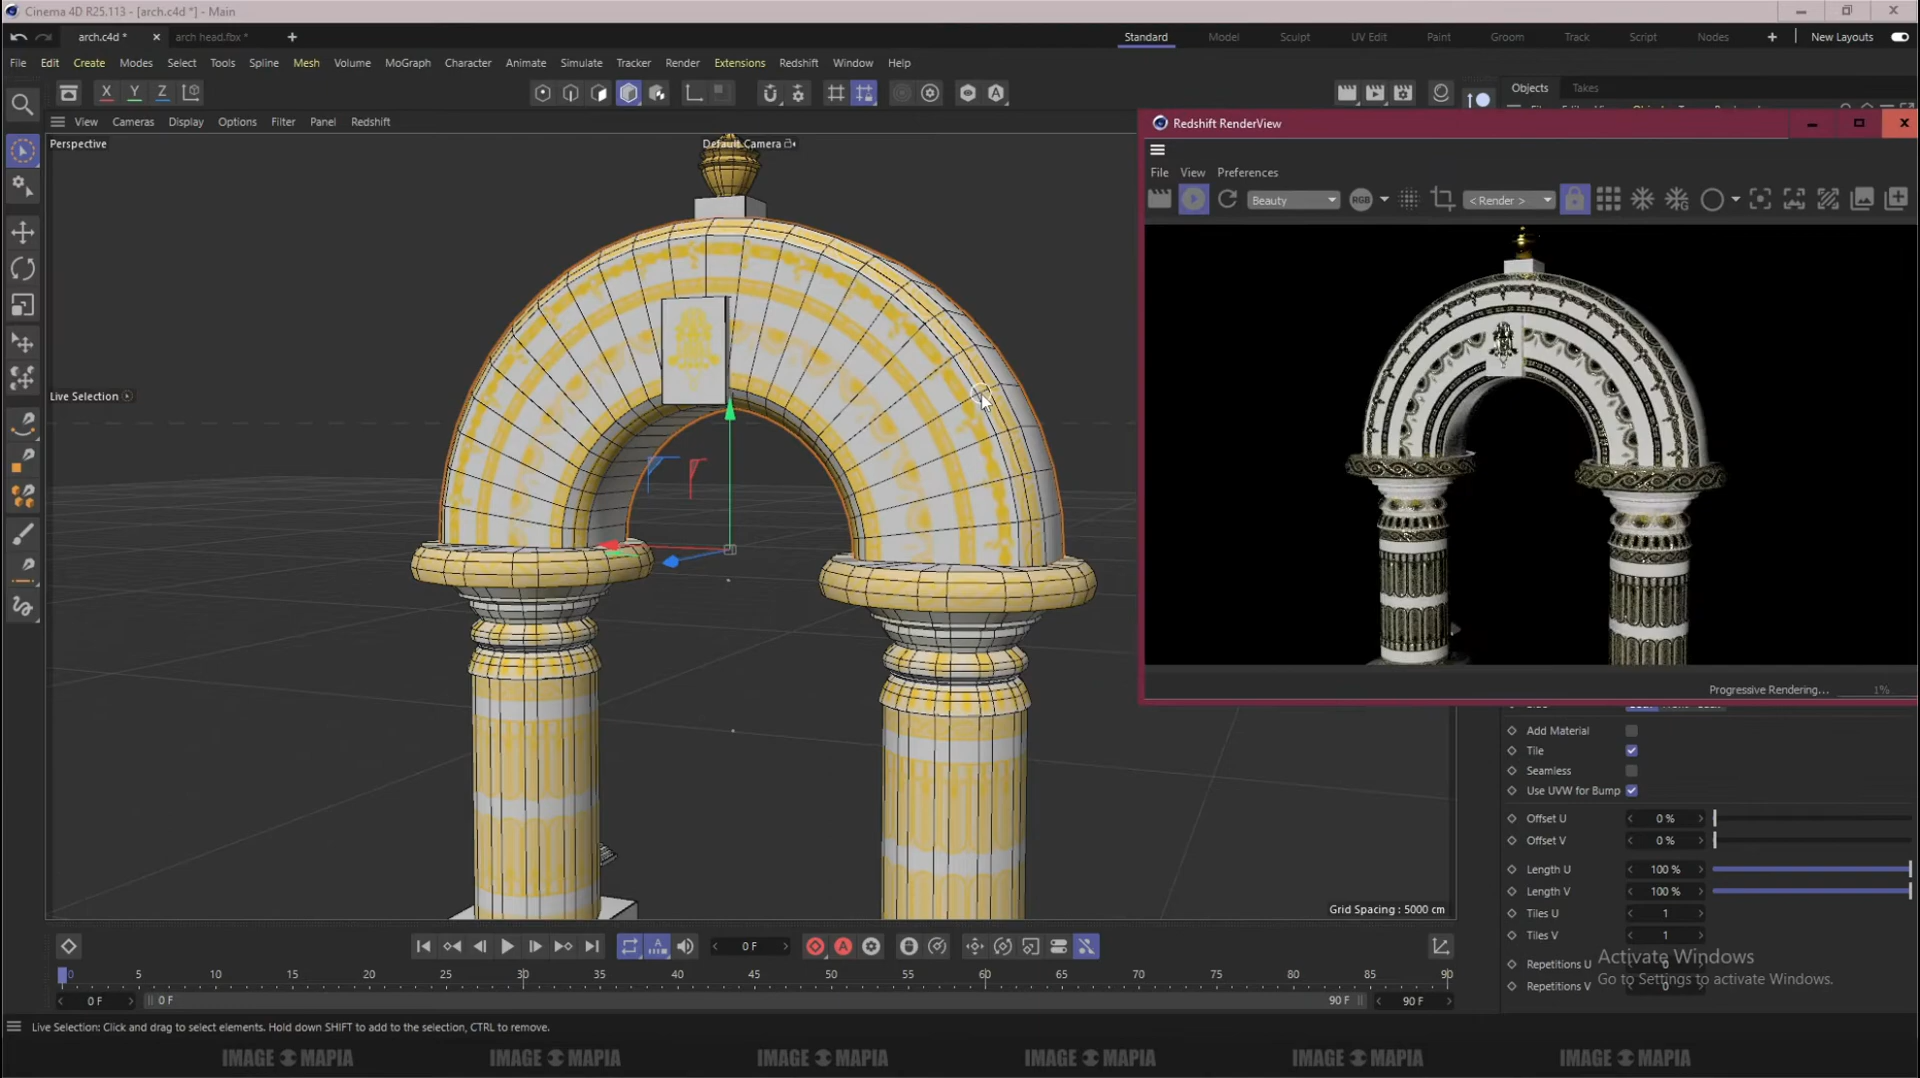 Cinema 4D R25.113 - [arch.c4d *] - Main
arch.c4d * arch head.fbx *
Standard Model Sculpt UV Edit Paint Groom Track Script Nodes New Layouts
File Edit Create Modes Select Tools Spline Mesh Volume MoGraph Character Animate Simulate Tracker Render Extensions Redshift Window Help
X Y Z
Objects Takes
View Cameras Display Options Filter Panel Redshift
Perspective
Default Camera
Live Selection
Redshift RenderView
File View Preferences
Beauty RGB < Render >
Progressive Rendering... 1%
Add Material
Tile
Seamless
Use UVW for Bump
Offset U 0 %
Offset V 0 %
Length U 100 %
Length V 100 %
Tiles U 1
Tiles V 1
Repetitions U 0
Repetitions V 0
Activate Windows
Go to Settings to activate Windows.
Grid Spacing : 5000 cm
0 F
0 5 10 15 20 25 30 35 40 45 50 55 60 65 70 75 80 85 90
0 F 0 F 90 F 90 F
Live Selection: Click and drag to select elements. Hold down SHIFT to add to the selection, CTRL to remove.
IMAGE MAPIA IMAGE MAPIA IMAGE MAPIA IMAGE MAPIA IMAGE MAPIA IMAGE MAPIA